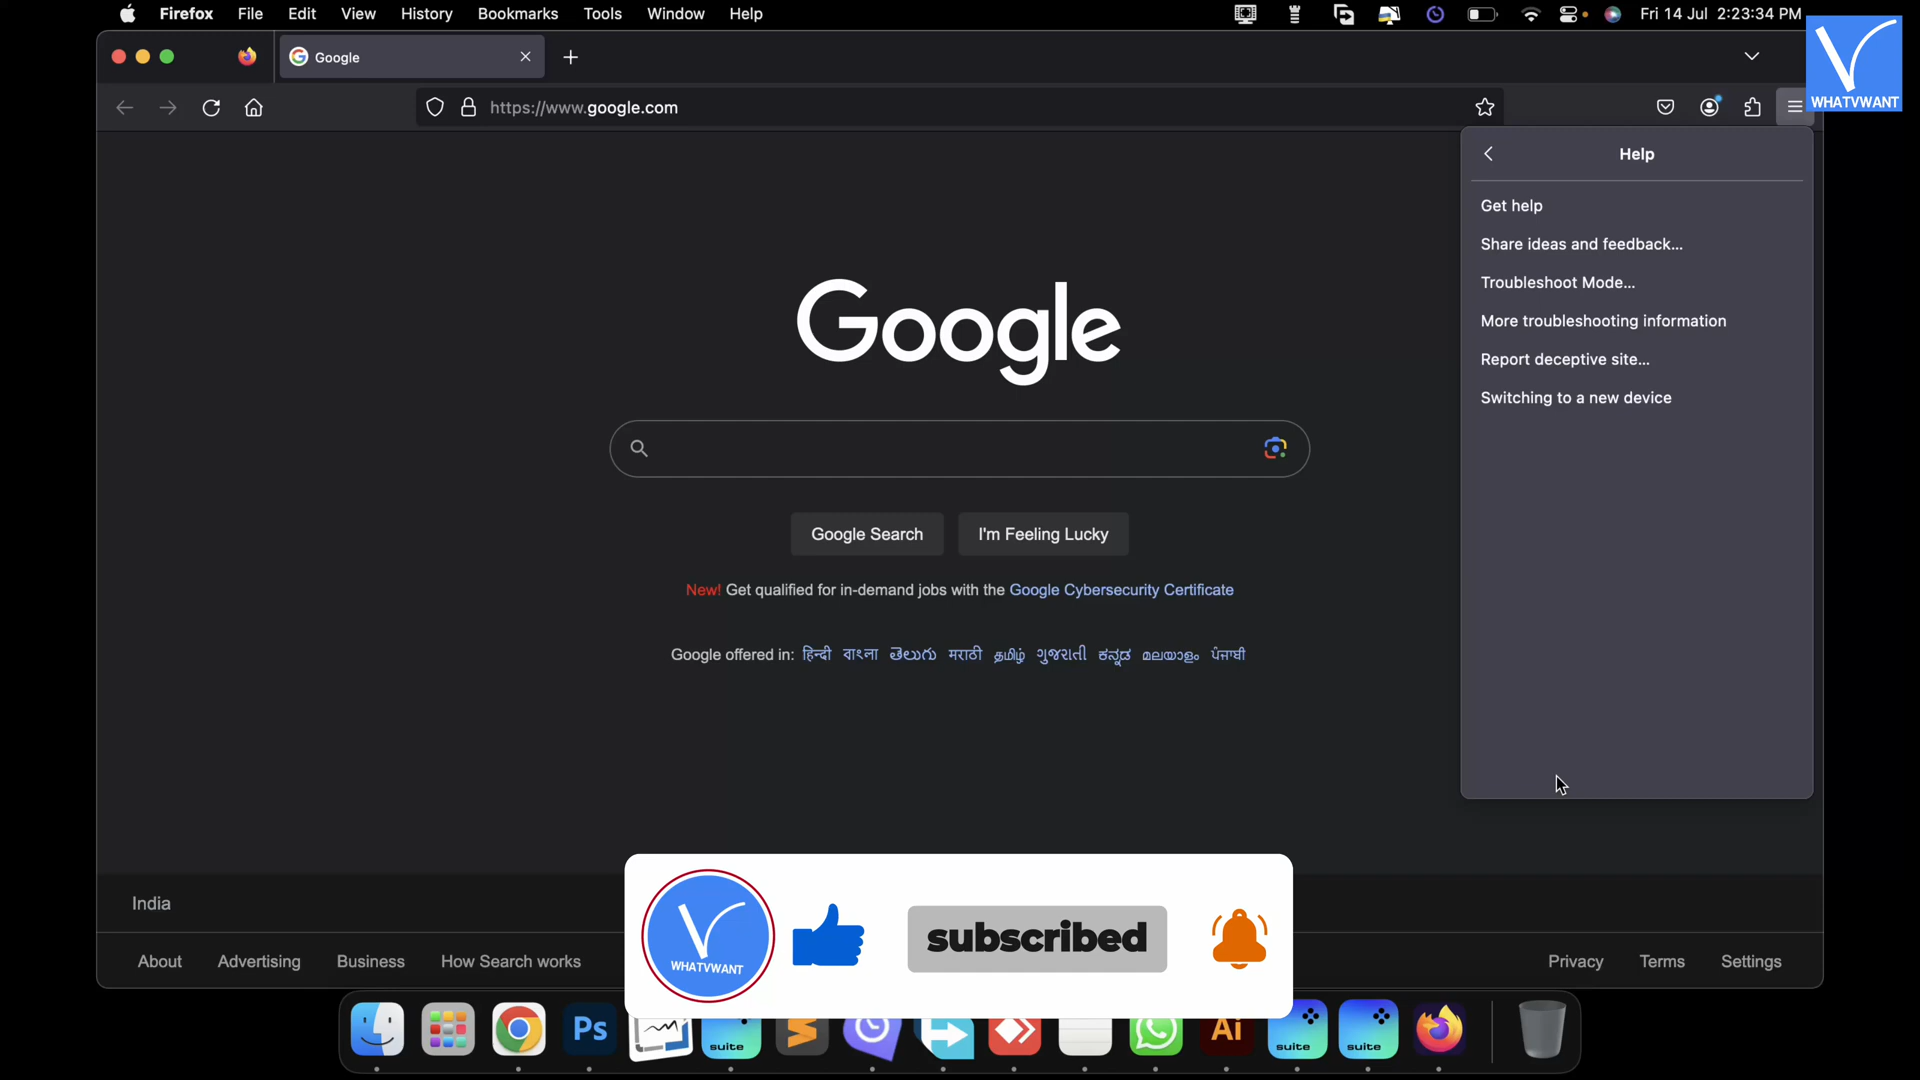 Firefox File Edit View History Bookmarks Tools Window Help
Fri 14 Jul 2:23:34 PM
WHATVWANT
Google
https://www.google.com
Help
Get help
Share ideas and feedback...
Troubleshoot Mode...
More troubleshooting information
Report deceptive site...
Switching to a new device
Google
Google Search I'm Feeling Lucky
New! Get qualified for in-demand jobs with the Google Cybersecurity Certificate
Google offered in: हिन्दी বাংলা తెలుగు मराठी தமிழ் ગુજરાતી ಕನ್ನಡ മലയാളം ਪੰਜਾਬੀ
India
About Advertising Business How Search works
Privacy Terms Settings
WHATVWANT
subscribed
Ps
suite
Ai
suite
suite